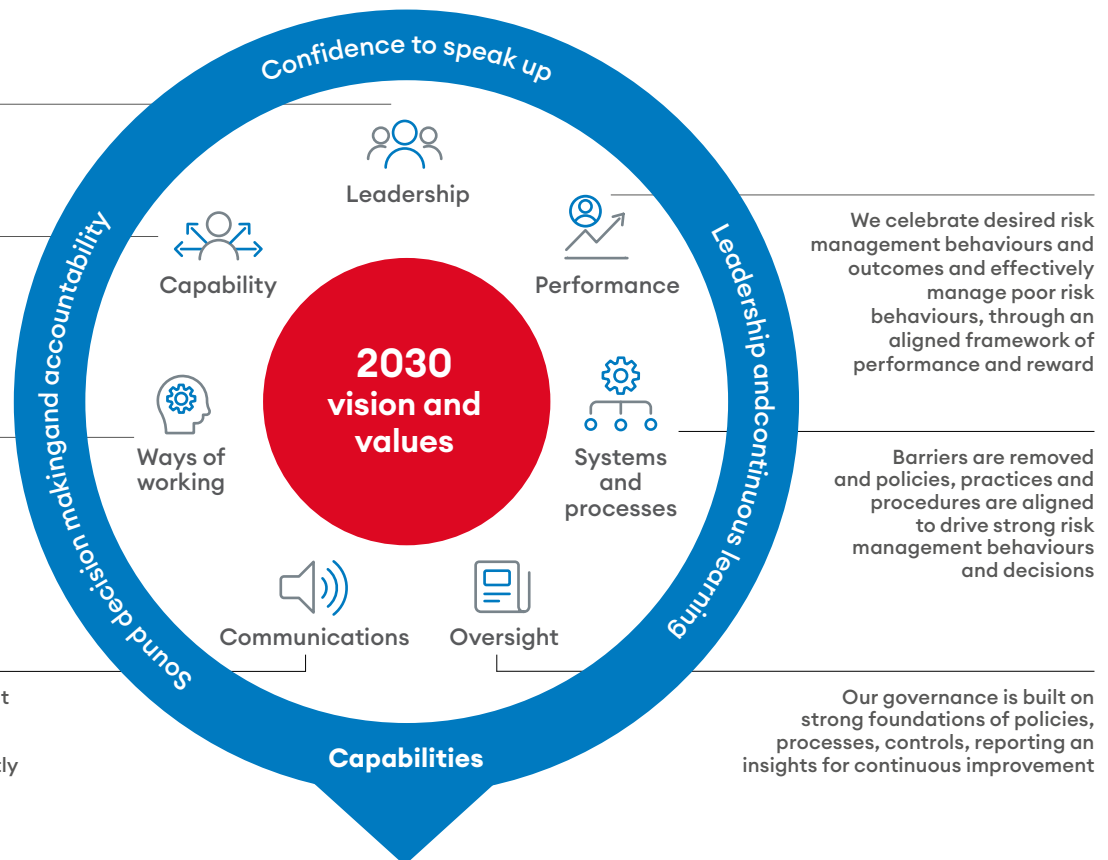 Confidence to speak up
Leadership
Capability
Performance
Sound decision makingand accountability
Leadership andcontinuous learning
2030
vision and
values
Ways of
working
Systems
and
processes
Communications
Oversight
Capabilities
We celebrate desired risk
management behaviours and
outcomes and effectively
manage poor risk
behaviours, through an
aligned framework of
performance and reward
Barriers are removed
and policies, practices and
procedures are aligned
to drive strong risk
management behaviours
and decisions
Our governance is built on
strong foundations of policies,
processes, controls, reporting an
insights for continuous improvement